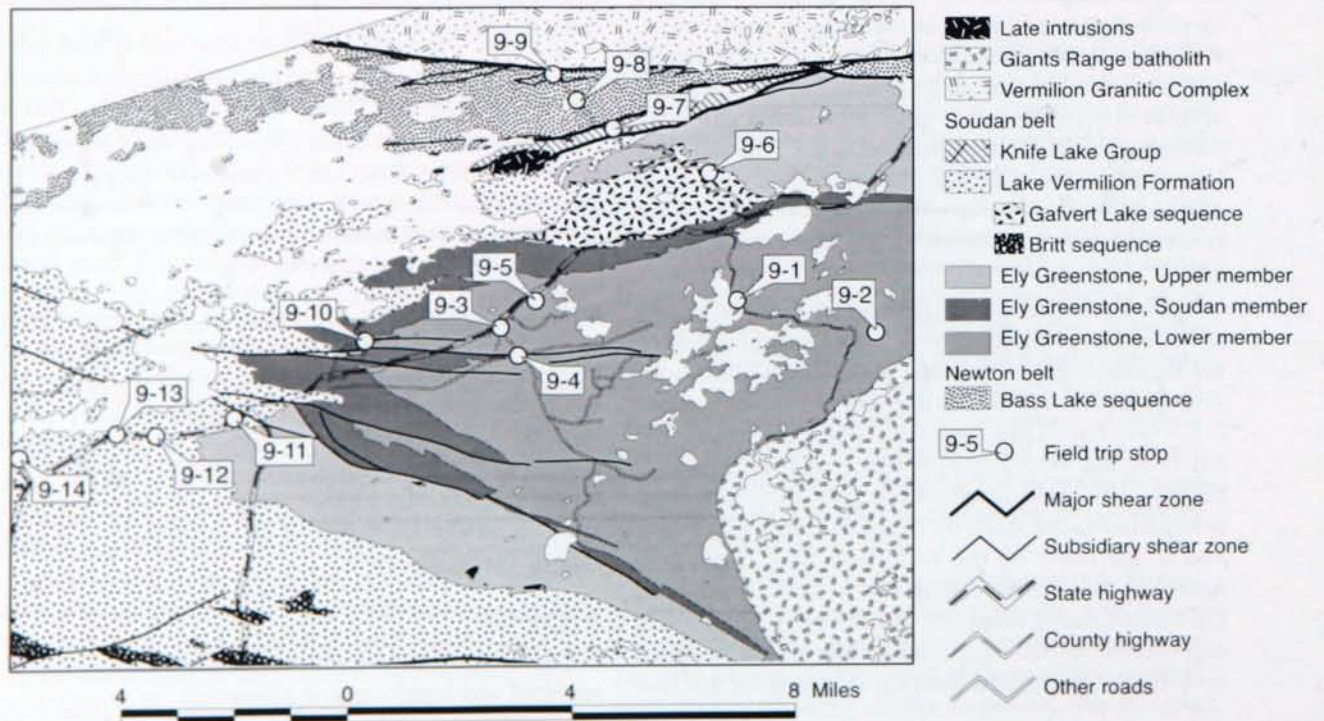 9-9
9-8
9-7
9-6
9-5
9-1
9-3
9-2
9-10
9-4
9-13
9-11
9-12
9-14
4 0 4 8 Miles
Late intrusions
Giants Range batholith
Vermilion Granitic Complex
Soudan belt
Knife Lake Group
Lake Vermilion Formation
Gafvert Lake sequence
Britt sequence
Ely Greenstone, Upper member
Ely Greenstone, Soudan member
Ely Greenstone, Lower member
Newton belt
Bass Lake sequence
9-5 Field trip stop
Major shear zone
Subsidiary shear zone
State highway
County highway
Other roads